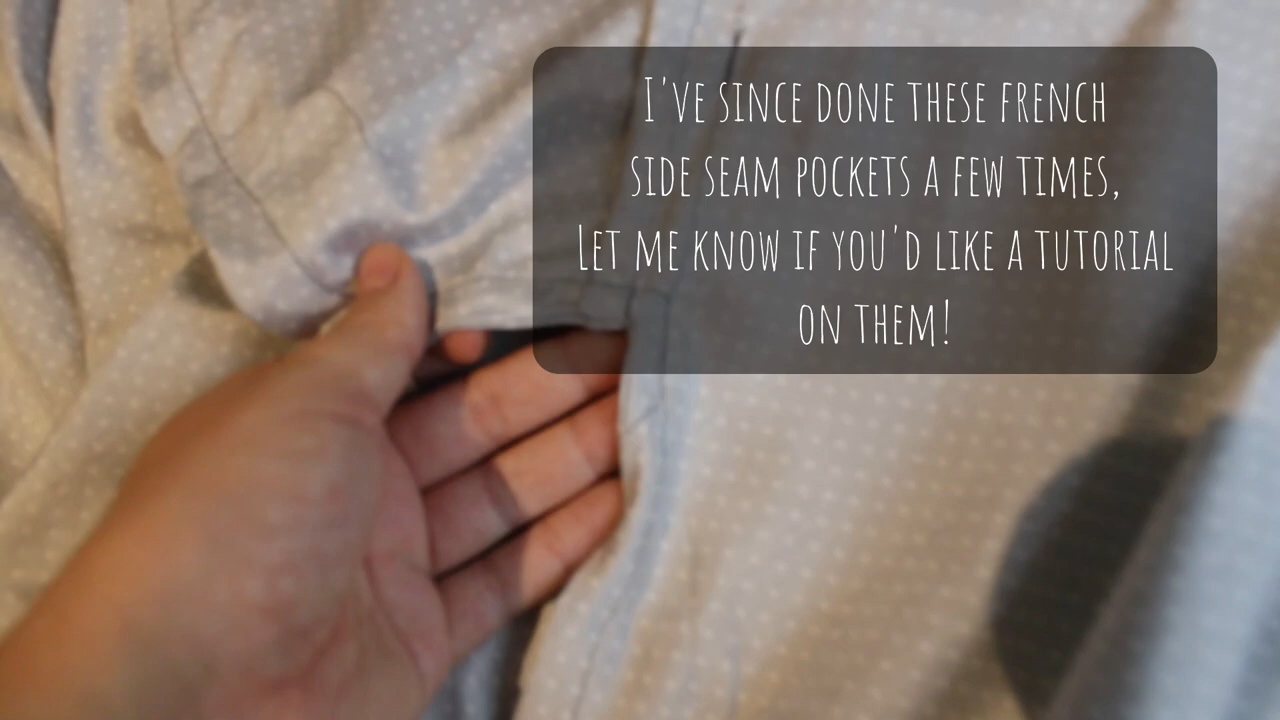 I've since done these french
side seam pockets a few times,
Let me know if you'd like a tutorial
on them!